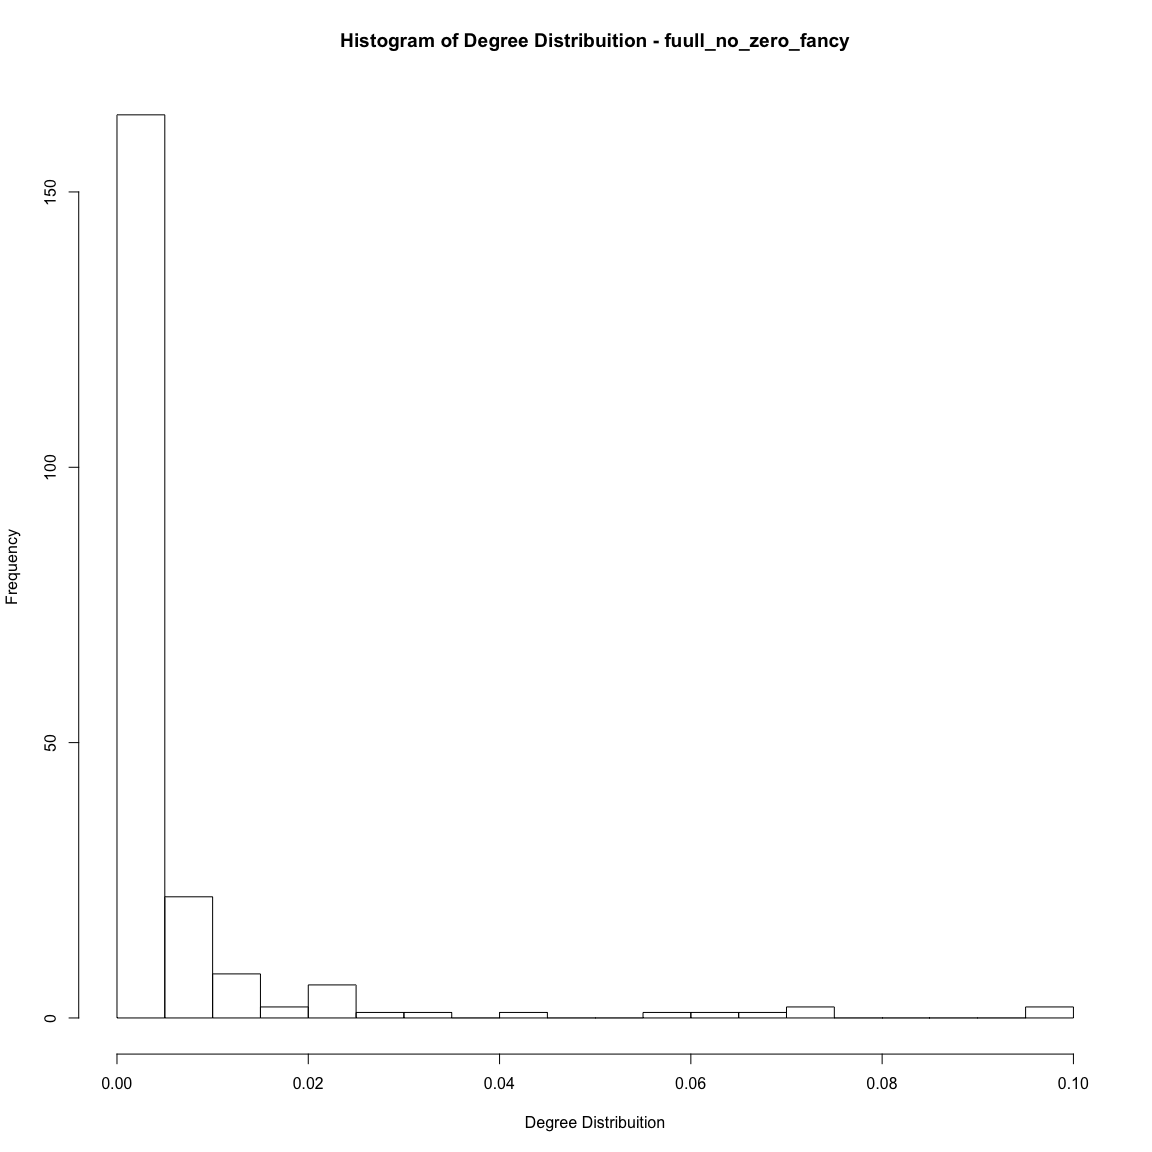 Histogram of Degree Distribuition - fuull_no_zero_fancy
150
100
50
0
Frequency
0.00 0.02 0.04 0.06 0.08 0.10
Degree Distribuition